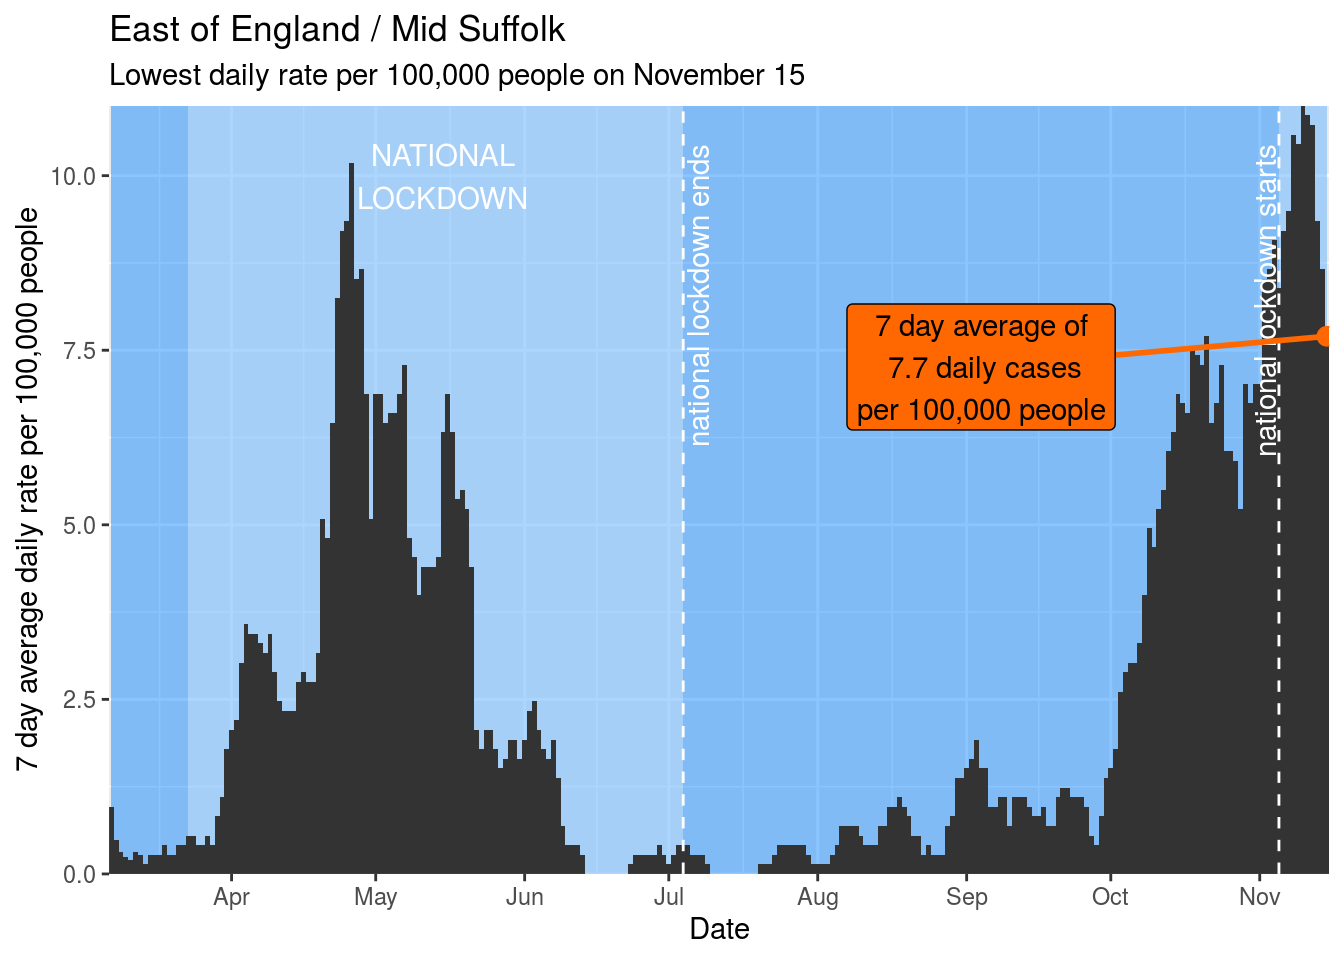 East of England / Mid Suffolk
Lowest daily rate per 100,000 people on November 15
7 day average daily rate per 100,000 people
10.0
7.5
5.0
2.5
0.0
NATIONAL
LOCKDOWN
national lockdown ends
7 day average of
7.7 daily cases
per 100,000 people
national lockdown starts
Apr
May
Jun
Jul
Aug
Sep
Oct
Nov
Date